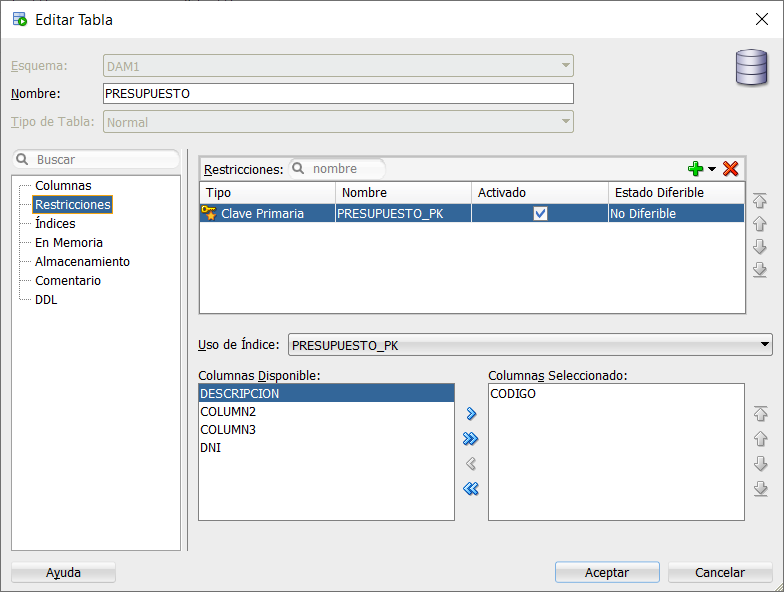 Editar Tabla
Esquema: DAM1
Nombre: PRESUPUESTO
Tipo de Tabla: Normal
Buscar
Columnas
Restricciones
Índices
En Memoria
Almacenamiento
Comentario
DDL
Restricciones: nombre
Tipo Nombre Activado Estado Diferible
Clave Primaria PRESUPUESTO_PK No Diferible
Uso de Índice: PRESUPUESTO_PK
Columnas Disponible:
DESCRIPCION
COLUMN2
COLUMN3
DNI
Columnas Seleccionado:
CODIGO
Ayuda Aceptar Cancelar